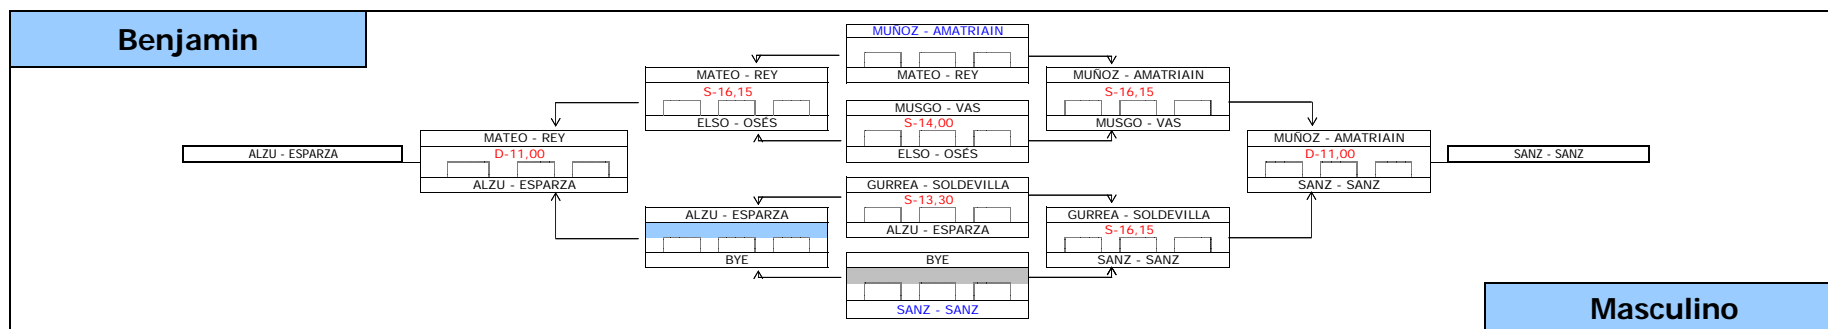 Benjamin
MUÑOZ - AMATRIAIN
MATEO - REY
MATEO - REY
S-16,15
ELSO - OSÉS
MUÑOZ - AMATRIAIN
S-16,15
MUSGO - VAS
MUSGO - VAS
S-14,00
ELSO - OSÉS
MATEO - REY
D-11,00
ALZU - ESPARZA
ALZU - ESPARZA
MUÑOZ - AMATRIAIN
D-11,00
SANZ - SANZ
SANZ - SANZ
GURREA - SOLDEVILLA
S-13,30
ALZU - ESPARZA
ALZU - ESPARZA
BYE
GURREA - SOLDEVILLA
S-16,15
SANZ - SANZ
BYE
SANZ - SANZ
Masculino